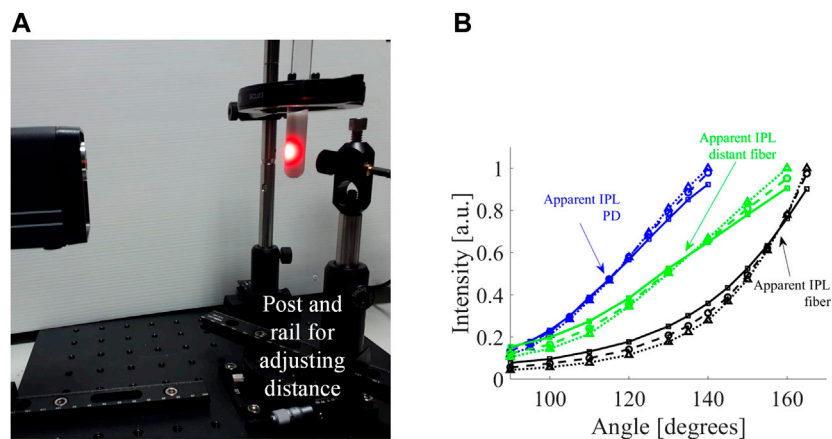 A
B
Post and
rail for
adjusting
distance
Apparent IPL
distant fiber
Apparent IPL
PD
Apparent IPL
fiber
Intensity [a.u.]
1
0.8
0.6
0.4
0.2
0
100
120
140
160
Angle [degrees]